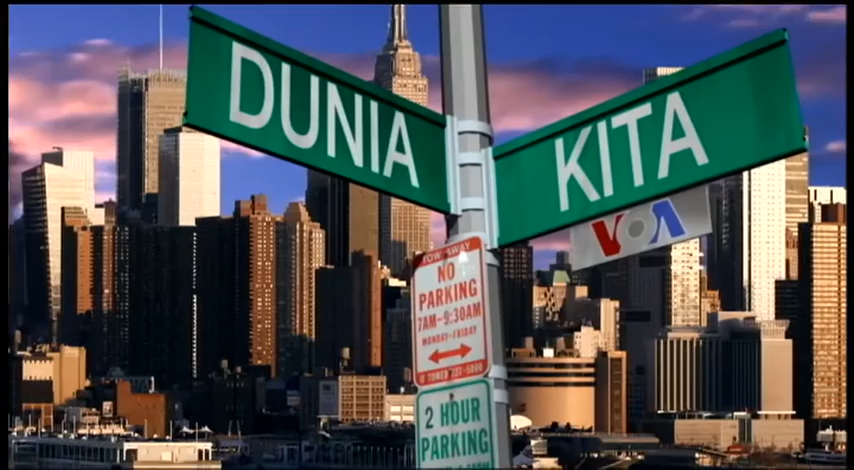 DUNIA
KITA
VOA
TOW AWAY
NO
PARKING
7AM-9:30AM
MONDAY-FRIDAY
2 HOUR
PARKING